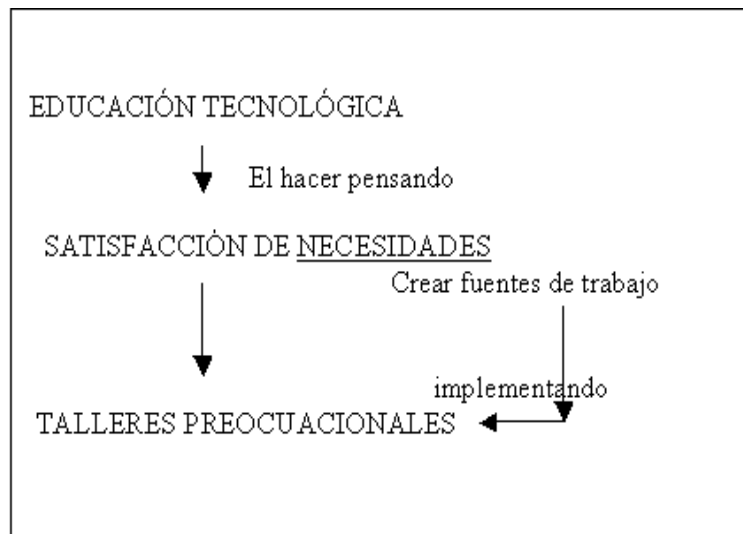 EDUCACIÓN TECNOLÓGICA
El hacer pensando
SATISFACCIÓN DE NECESIDADES
Crear fuentes de trabajo
implementando
TALLERES PREOCUACIONALES